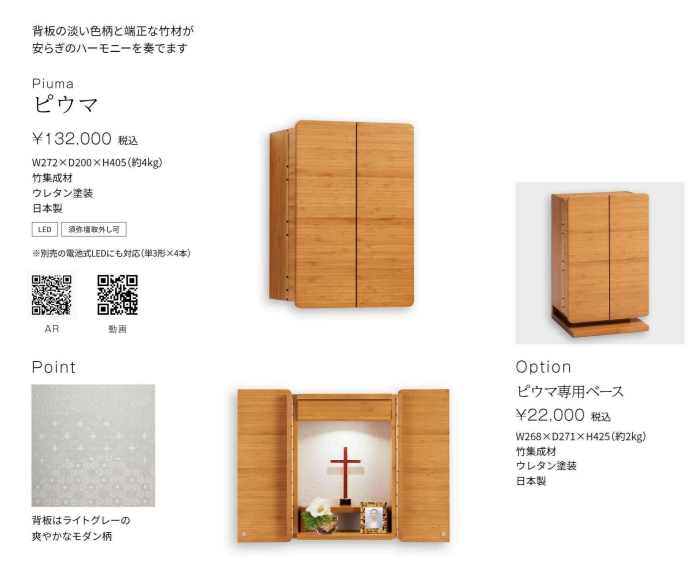 背板の淡い色柄と端正な竹材が
安らぎのハーモニーを奏でます
Piuma
ピウマ
¥132,000 税込
W272×D200×H405(約4kg)
竹集成材
ウレタン塗装
日本製
LED 須弥壇取外し可
※別売の電池式LEDにも対応(単3形×4本)
AR 動画
Point
背板はライトグレーの
爽やかなモダン柄
Option
ピウマ専用ベース
¥22,000 税込
W268×D271×H425(約2kg)
竹集成材
ウレタン塗装
日本製